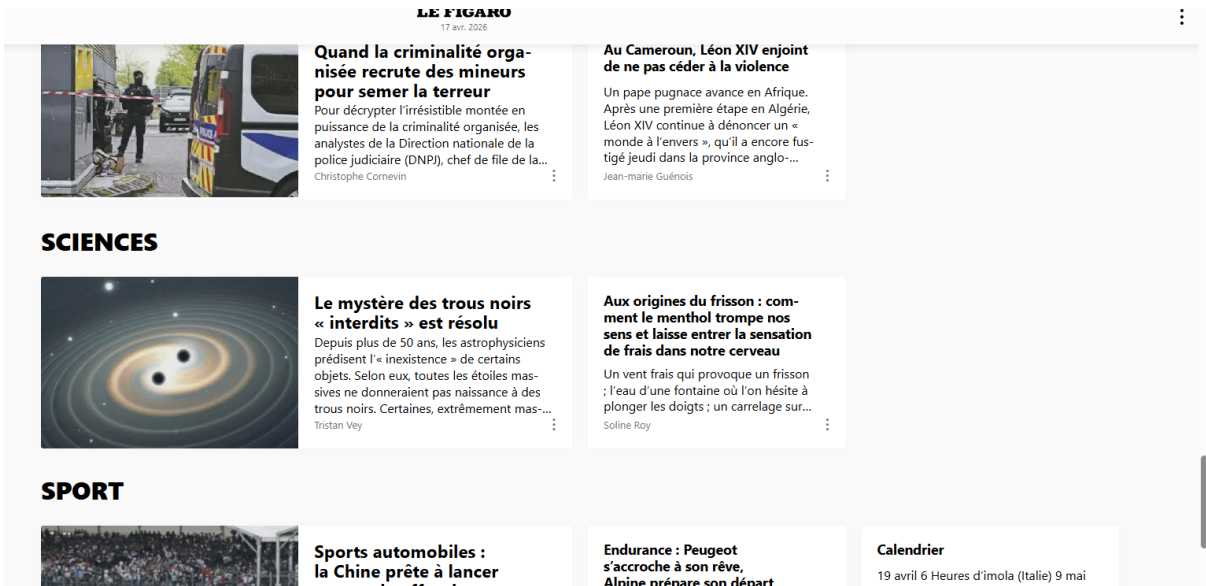 LE FIGARO
17 avr. 2026
Quand la criminalité orga-
nisée recrute des mineurs
pour semer la terreur
Pour décrypter l'irrésistible montée en
puissance de la criminalité organisée, les
analystes de la Direction nationale de la
police judiciaire (DNPJ), chef de file de la...
Christophe Cornevin
Au Cameroun, Léon XIV enjoint
de ne pas céder à la violence
Un pape pugnace avance en Afrique.
Après une première étape en Algérie,
Léon XIV continue à dénoncer un «
monde à l'envers », qu'il a encore fus-
tigé jeudi dans la province anglo-...
Jean-marie Guénois
SCIENCES
Le mystère des trous noirs
« interdits » est résolu
Depuis plus de 50 ans, les astrophysiciens
prédisent l'« inexistence » de certains
objets. Selon eux, toutes les étoiles mas-
sives ne donneraient pas naissance à des
trous noirs. Certaines, extrêmement mas-...
Tristan Vey
Aux origines du frisson : com-
ment le menthol trompe nos
sens et laisse entrer la sensation
de frais dans notre cerveau
Un vent frais qui provoque un frisson
; l'eau d'une fontaine où l'on hésite à
plonger les doigts ; un carrelage sur...
Soline Roy
SPORT
Sports automobiles :
la Chine prête à lancer
Endurance : Peugeot
s'accroche à son rêve,
Alpine prépare son départ
Calendrier
19 avril 6 Heures d'imola (Italie) 9 mai